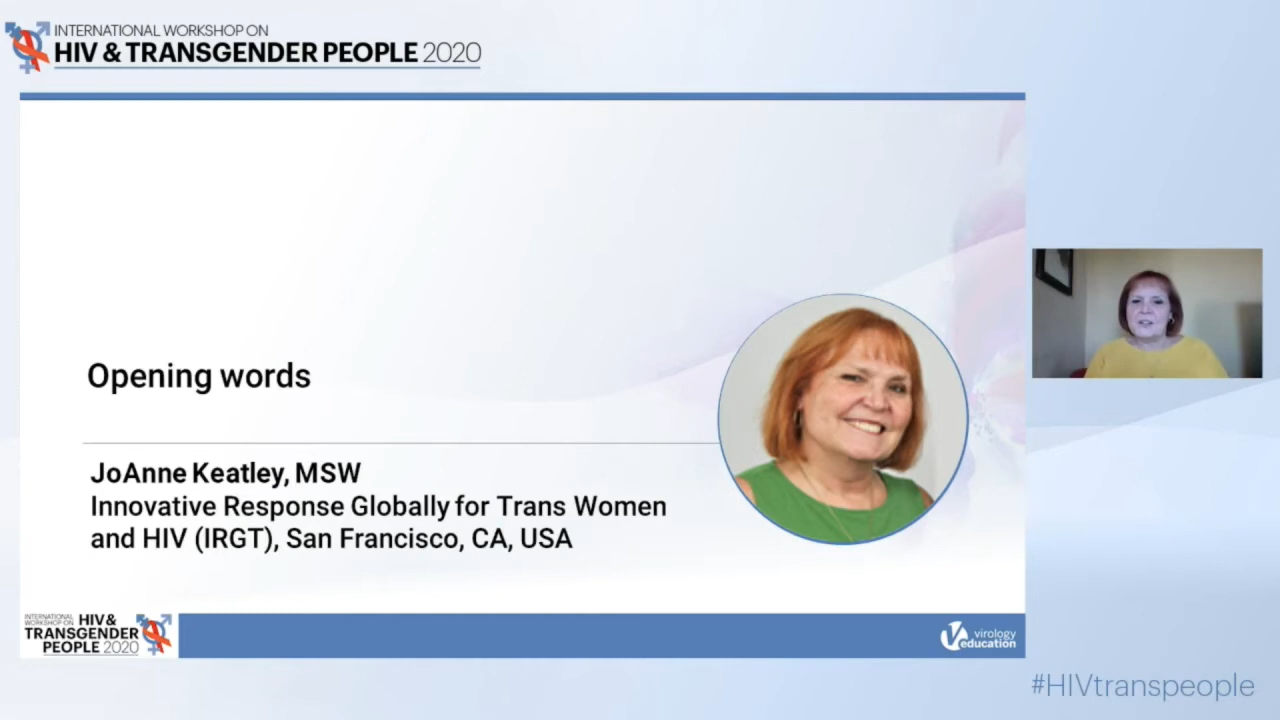 INTERNATIONAL WORKSHOP ON
HIV & TRANSGENDER PEOPLE 2020
Opening words
JoAnne Keatley, MSW
Innovative Response Globally for Trans Women
and HIV (IRGT), San Francisco, CA, USA
INTERNATIONAL
WORKSHOP ON HIV &
TRANSGENDER
PEOPLE 2020
virology
education
#HIVtranspeople